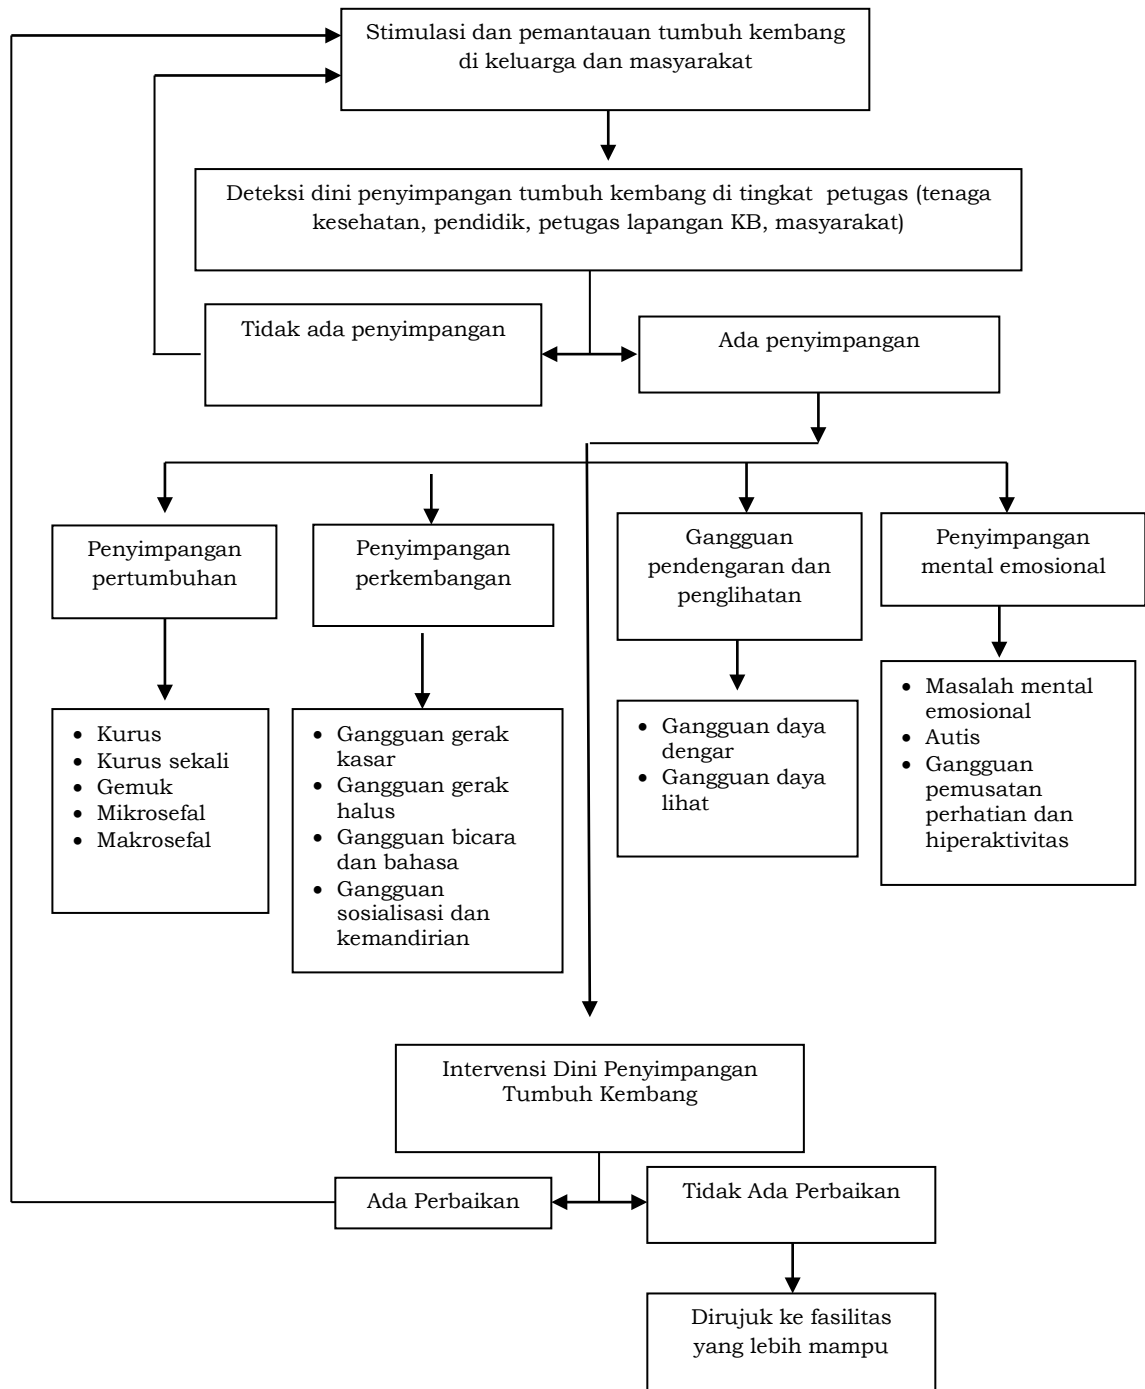 Stimulasi dan pemantauan tumbuh kembang
di keluarga dan masyarakat
Deteksi dini penyimpangan tumbuh kembang di tingkat petugas (tenaga
kesehatan, pendidik, petugas lapangan KB, masyarakat)
Tidak ada penyimpangan
Ada penyimpangan
Penyimpangan
pertumbuhan
Penyimpangan
perkembangan
Gangguan
pendengaran dan
penglihatan
Penyimpangan
mental emosional
• Kurus
• Kurus sekali
• Gemuk
• Mikrosefal
• Makrosefal
• Gangguan gerak
kasar
• Gangguan gerak
halus
• Gangguan bicara
dan bahasa
• Gangguan
sosialisasi dan
kemandirian
• Gangguan daya
dengar
• Gangguan daya
lihat
• Masalah mental
emosional
• Autis
• Gangguan
pemusatan
perhatian dan
hiperaktivitas
Intervensi Dini Penyimpangan
Tumbuh Kembang
Ada Perbaikan
Tidak Ada Perbaikan
Dirujuk ke fasilitas
yang lebih mampu